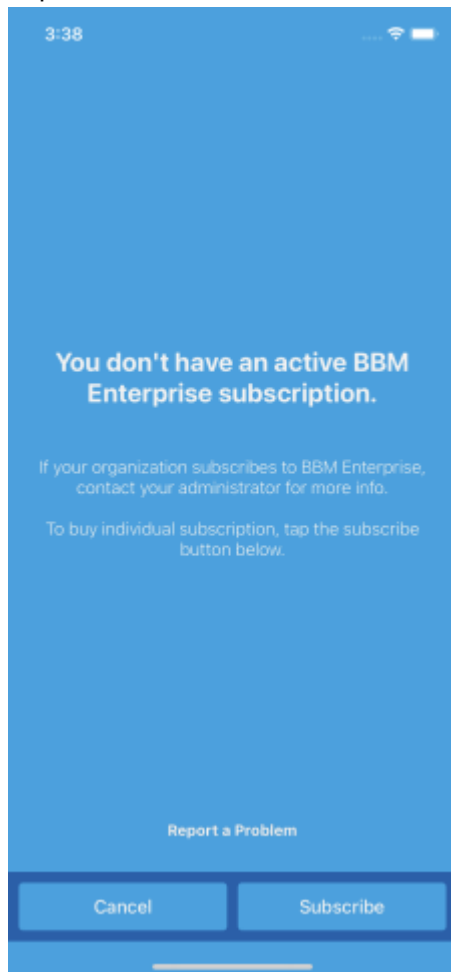 3:38
You don't have an active BBM
Enterprise subscription.
If your organization subscribes to BBM Enterprise,
contact your administrator for more info.
To buy individual subscription, tap the subscribe
button below.
Report a Problem
Cancel
Subscribe